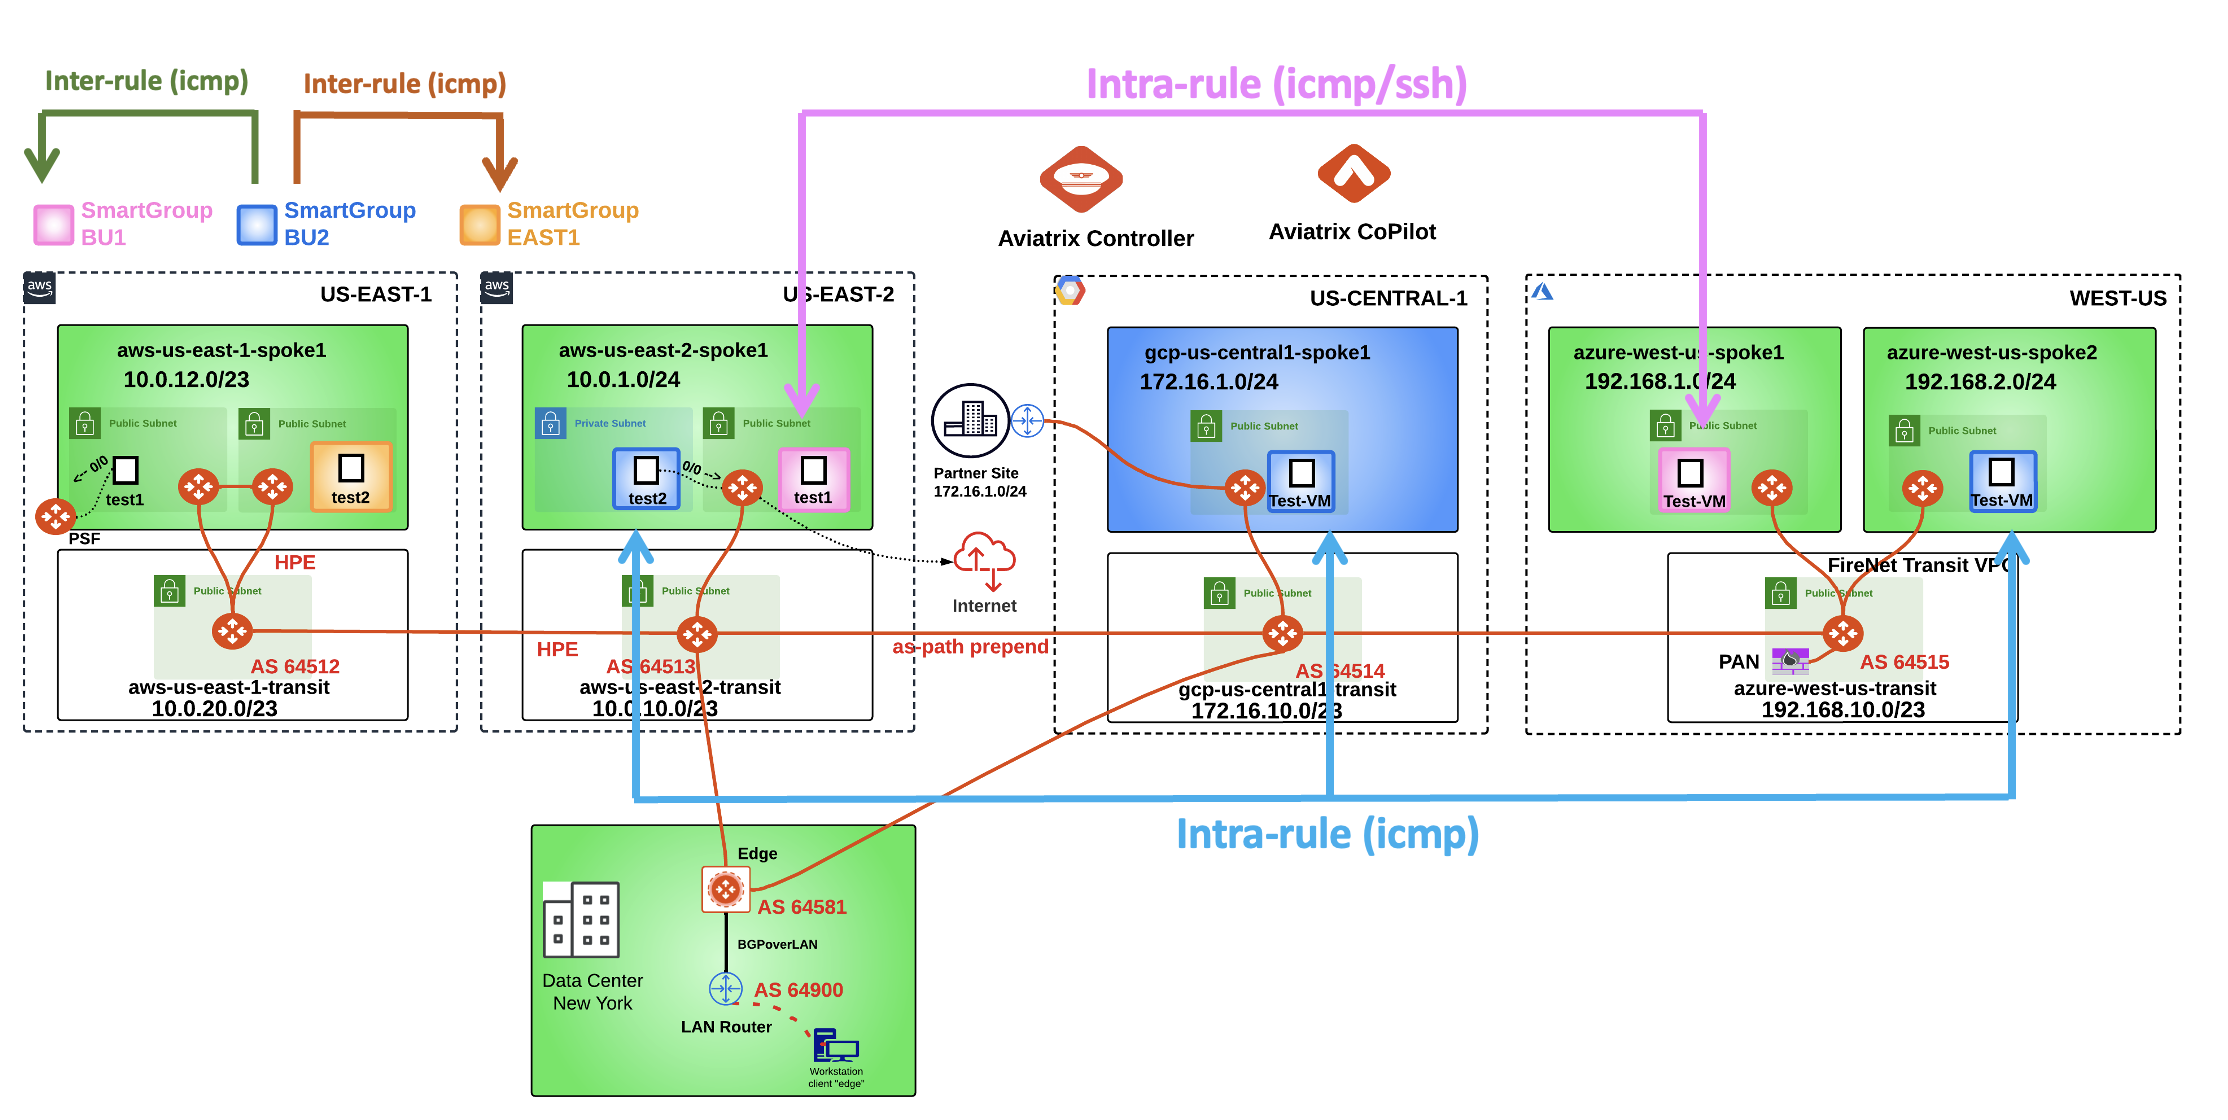 Inter-rule (icmp)
Inter-rule (icmp)
Intra-rule (icmp/ssh)
SmartGroup
BU1
SmartGroup
BU2
SmartGroup
EAST1
Aviatrix Controller
Aviatrix CoPilot
aws
US-EAST-1
aws-us-east-1-spoke1
10.0.12.0/23
Public Subnet
Public Subnet
0/0
test1
test2
PSF
HPE
Public Subnet
AS 64512
aws-us-east-1-transit
10.0.20.0/23
aws
US-EAST-2
aws-us-east-2-spoke1
10.0.1.0/24
Private Subnet
Public Subnet
0/0
test2
test1
Public Subnet
HPE
AS 64513
aws-us-east-2-transit
10.0.10.0/23
Partner Site
172.16.1.0/24
Internet
as-path prepend
US-CENTRAL-1
gcp-us-central1-spoke1
172.16.1.0/24
Public Subnet
Test-VM
Public Subnet
AS 64514
gcp-us-central1-transit
172.16.10.0/23
WEST-US
azure-west-us-spoke1
192.168.1.0/24
Public Subnet
Test-VM
azure-west-us-spoke2
192.168.2.0/24
Public Subnet
Test-VM
FireNet Transit VPC
Public Subnet
PAN
AS 64515
azure-west-us-transit
192.168.10.0/23
Intra-rule (icmp)
Edge
AS 64581
BGPoverLAN
Data Center
New York
AS 64900
LAN Router
Workstation
client "edge"